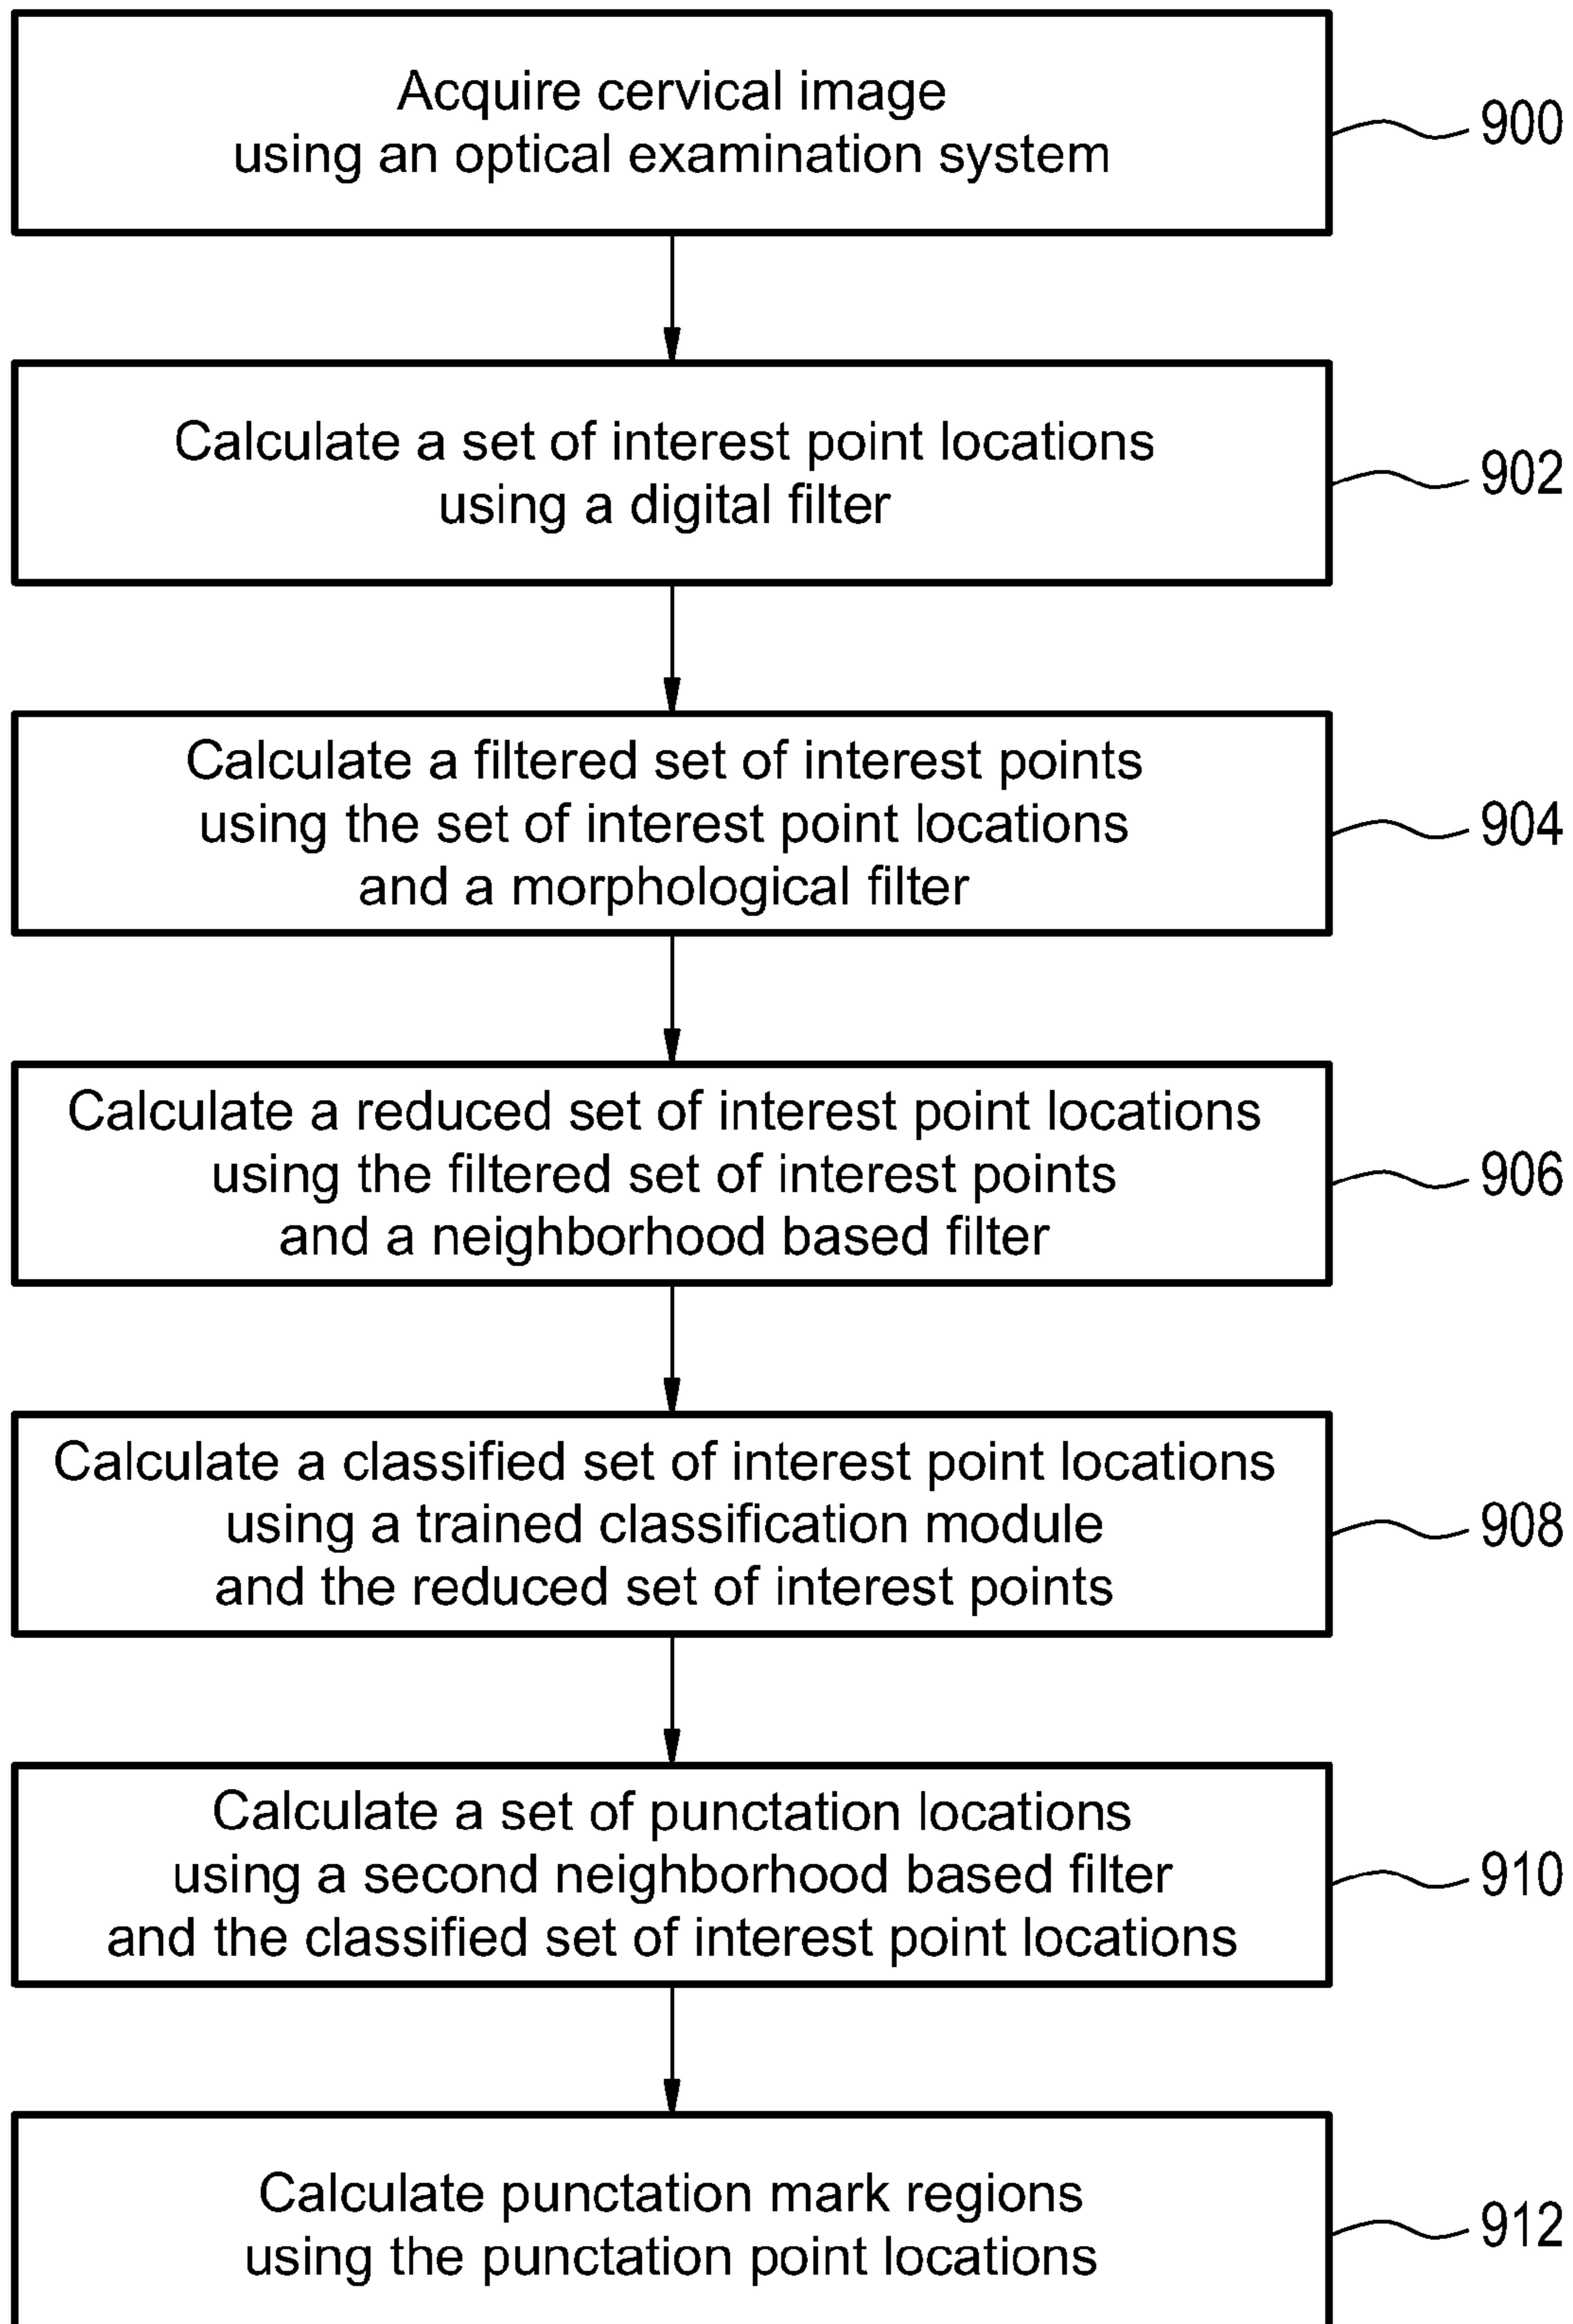 Acquire cervical image
using an optical examination system
900
Calculate a set of interest point locations
using a digital filter
902
Calculate a filtered set of interest points
using the set of interest point locations
and a morphological filter
904
Calculate a reduced set of interest point locations
using the filtered set of interest points
and a neighborhood based filter
906
Calculate a classified set of interest point locations
using a trained classification module
and the reduced set of interest points
908
Calculate a set of punctation locations
using a second neighborhood based filter
and the classified set of interest point locations
910
Calculate punctation mark regions
using the punctation point locations
912